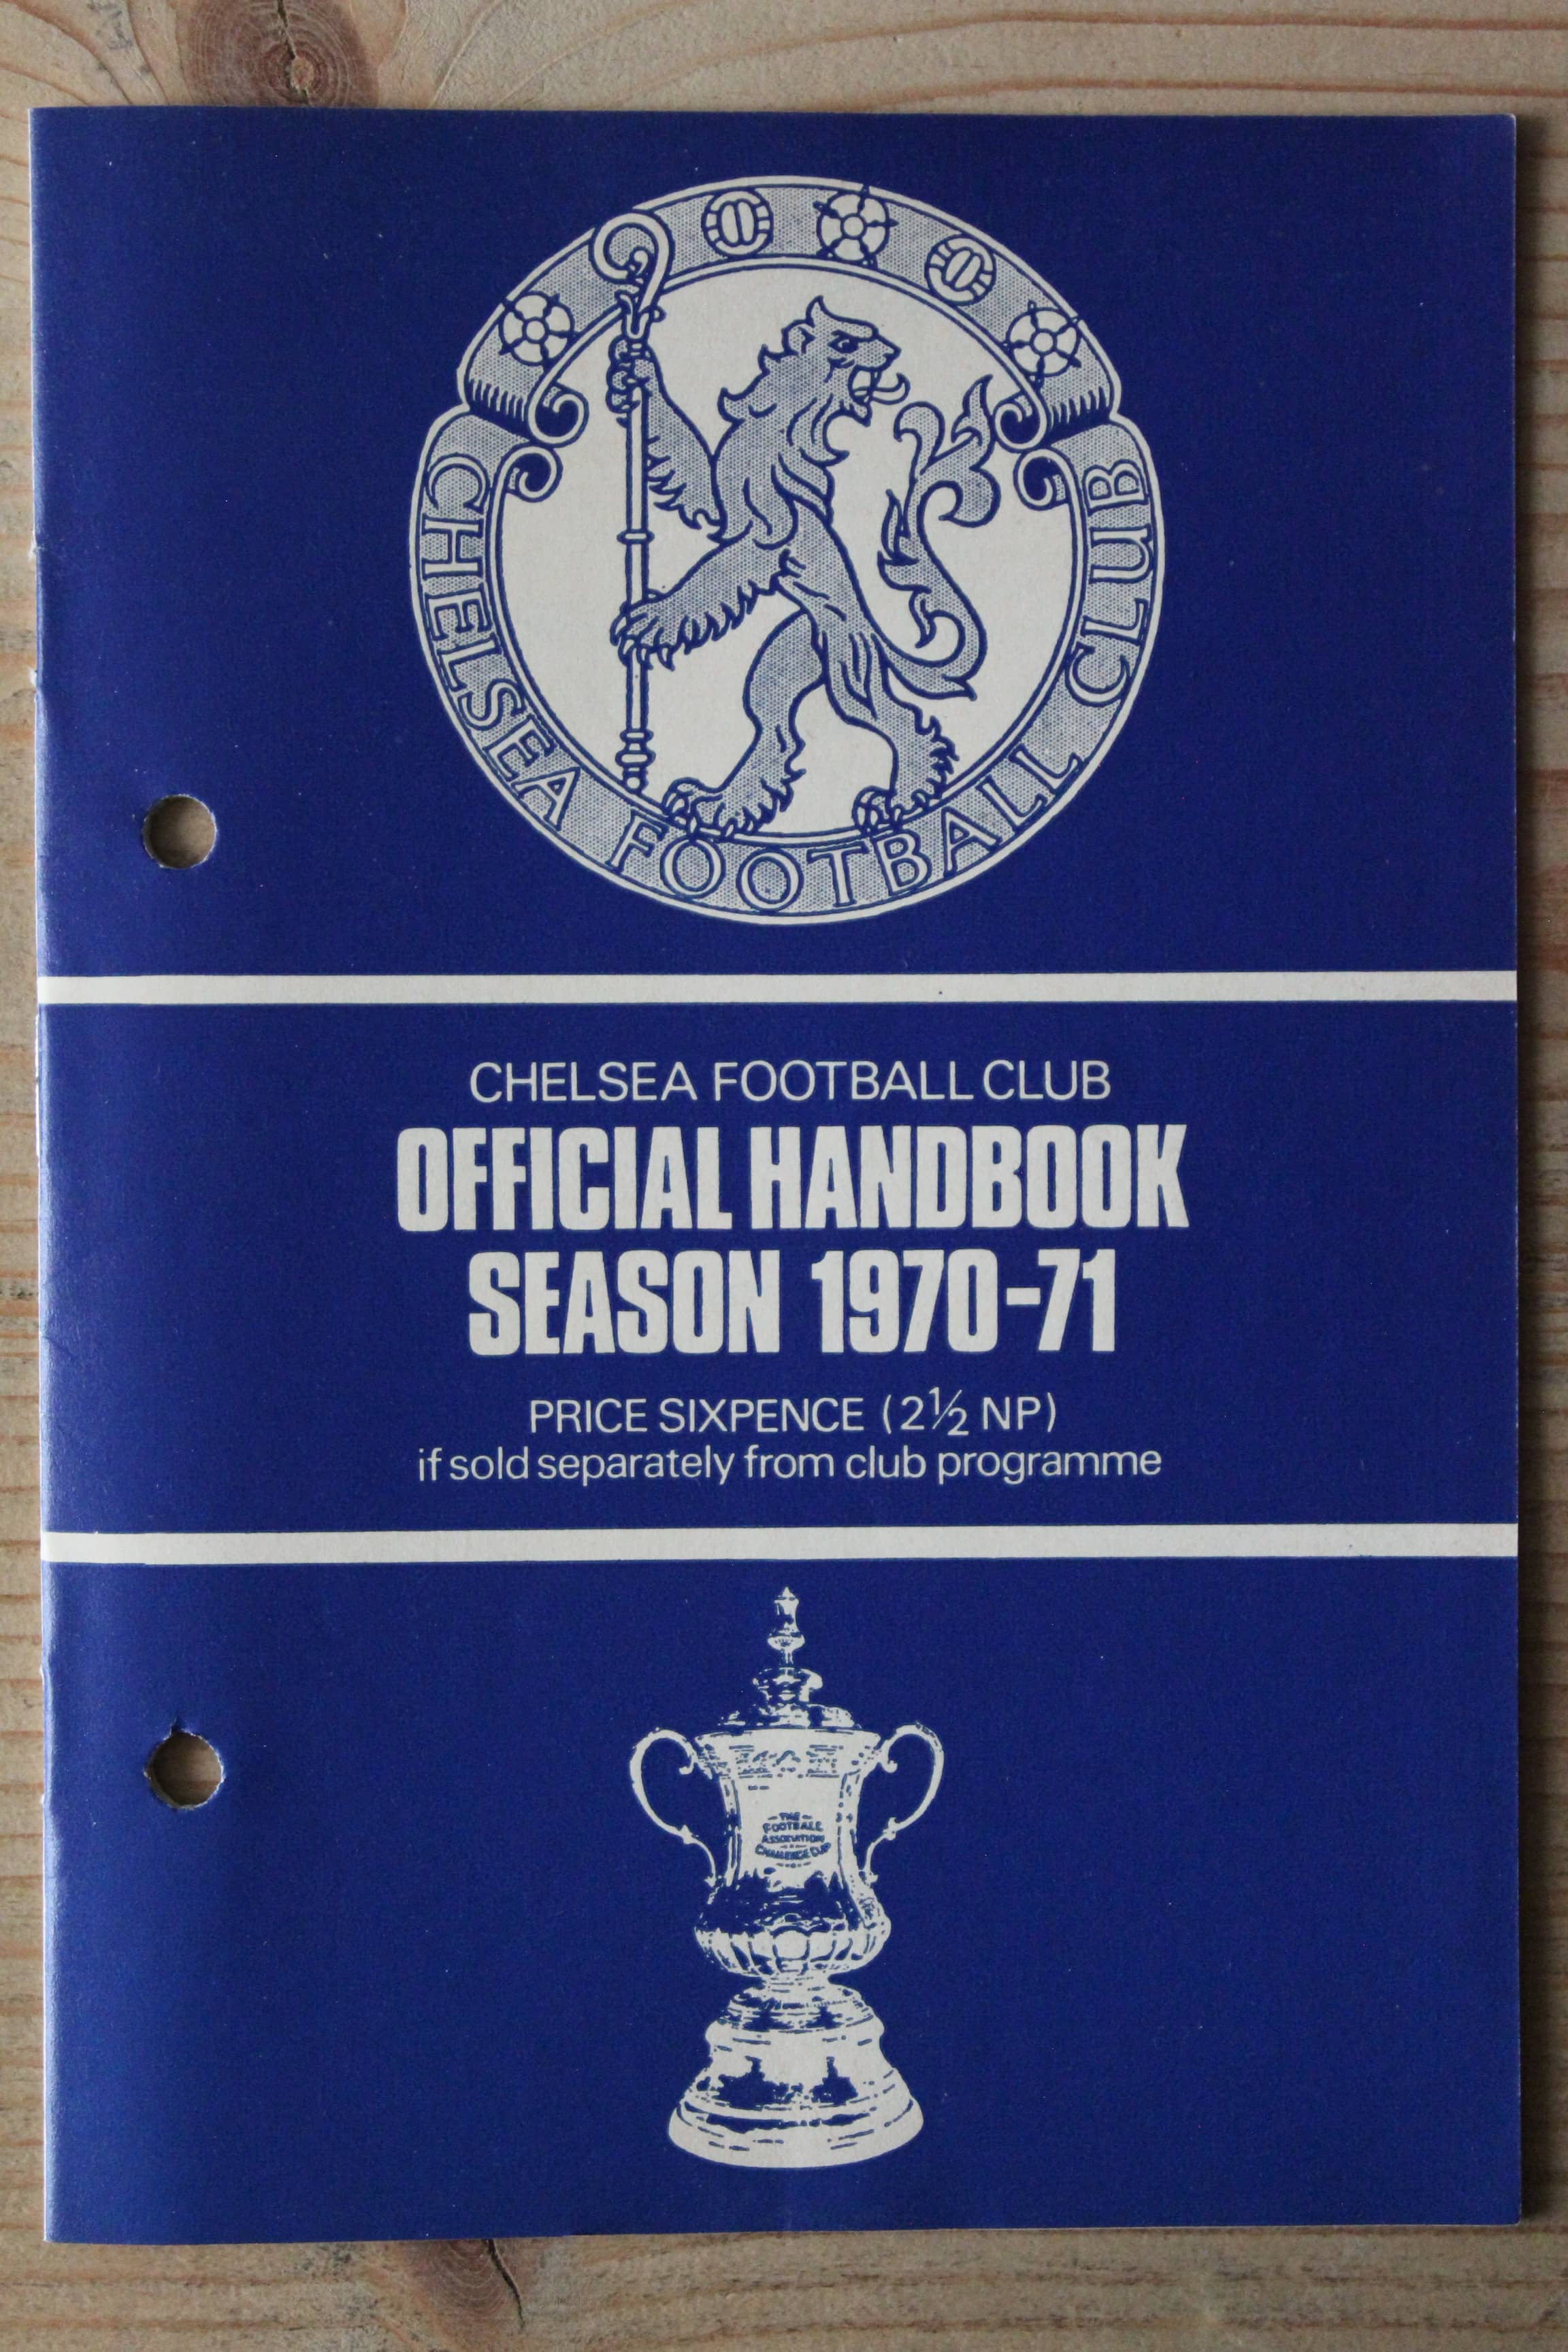 CHELSEA FOOTBALL CLUB
CHELSEA FOOTBALL CLUB
OFFICIAL HANDBOOK
SEASON 1970-71
PRICE SIXPENCE (2½ NP)
if sold separately from club programme
THE
FOOTBALL
ASSOCIATION
CHALLENGE CUP